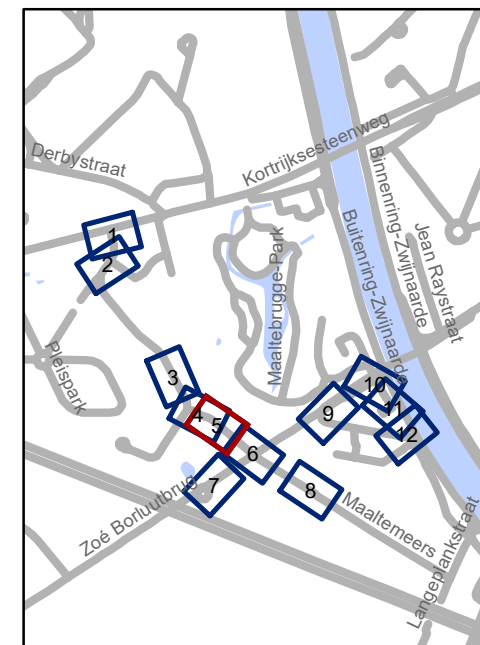 Derbystraat
Kortrijksesteenweg
Binnenring-Zwijnaarde
Jean Raystraat
Buitenring-Zwijnaarde
Maaltebrugge-Park
Pleispark
Zoé Borluutbrug
Maaltemeers
Langeplankstraat
1
2
3
4
5
6
7
8
9
10
11
12